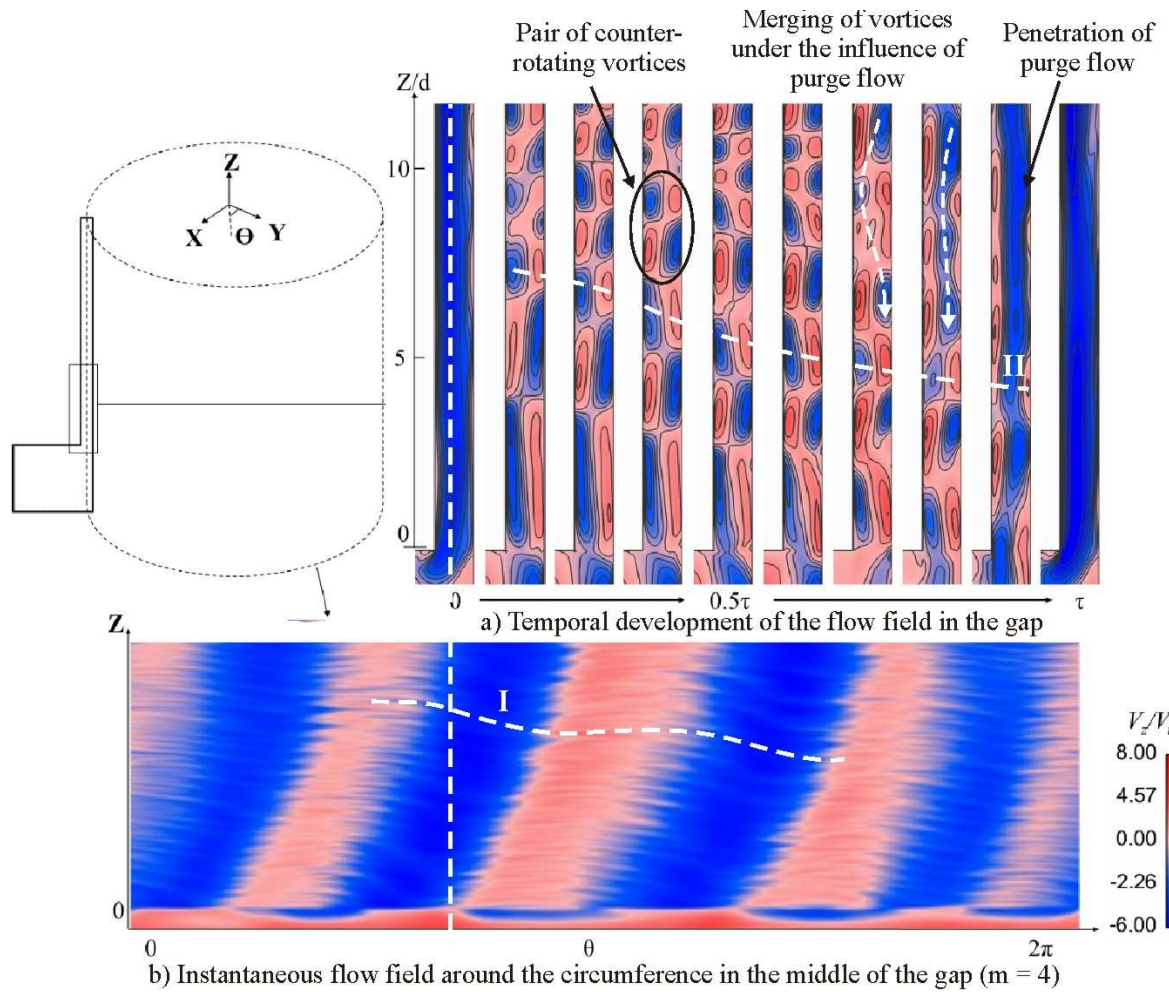 Pair of counter-
rotating vortices
Merging of vortices
under the influence of
purge flow
Penetration of
purge flow
Z/d
10
5
0
Z
X
Θ
Y
II
0
0.5τ
τ
a) Temporal development of the flow field in the gap
Z
I
0
0
θ
2π
8.00
4.57
0.00
-2.26
-6.00
b) Instantaneous flow field around the circumference in the middle of the gap (m = 4)